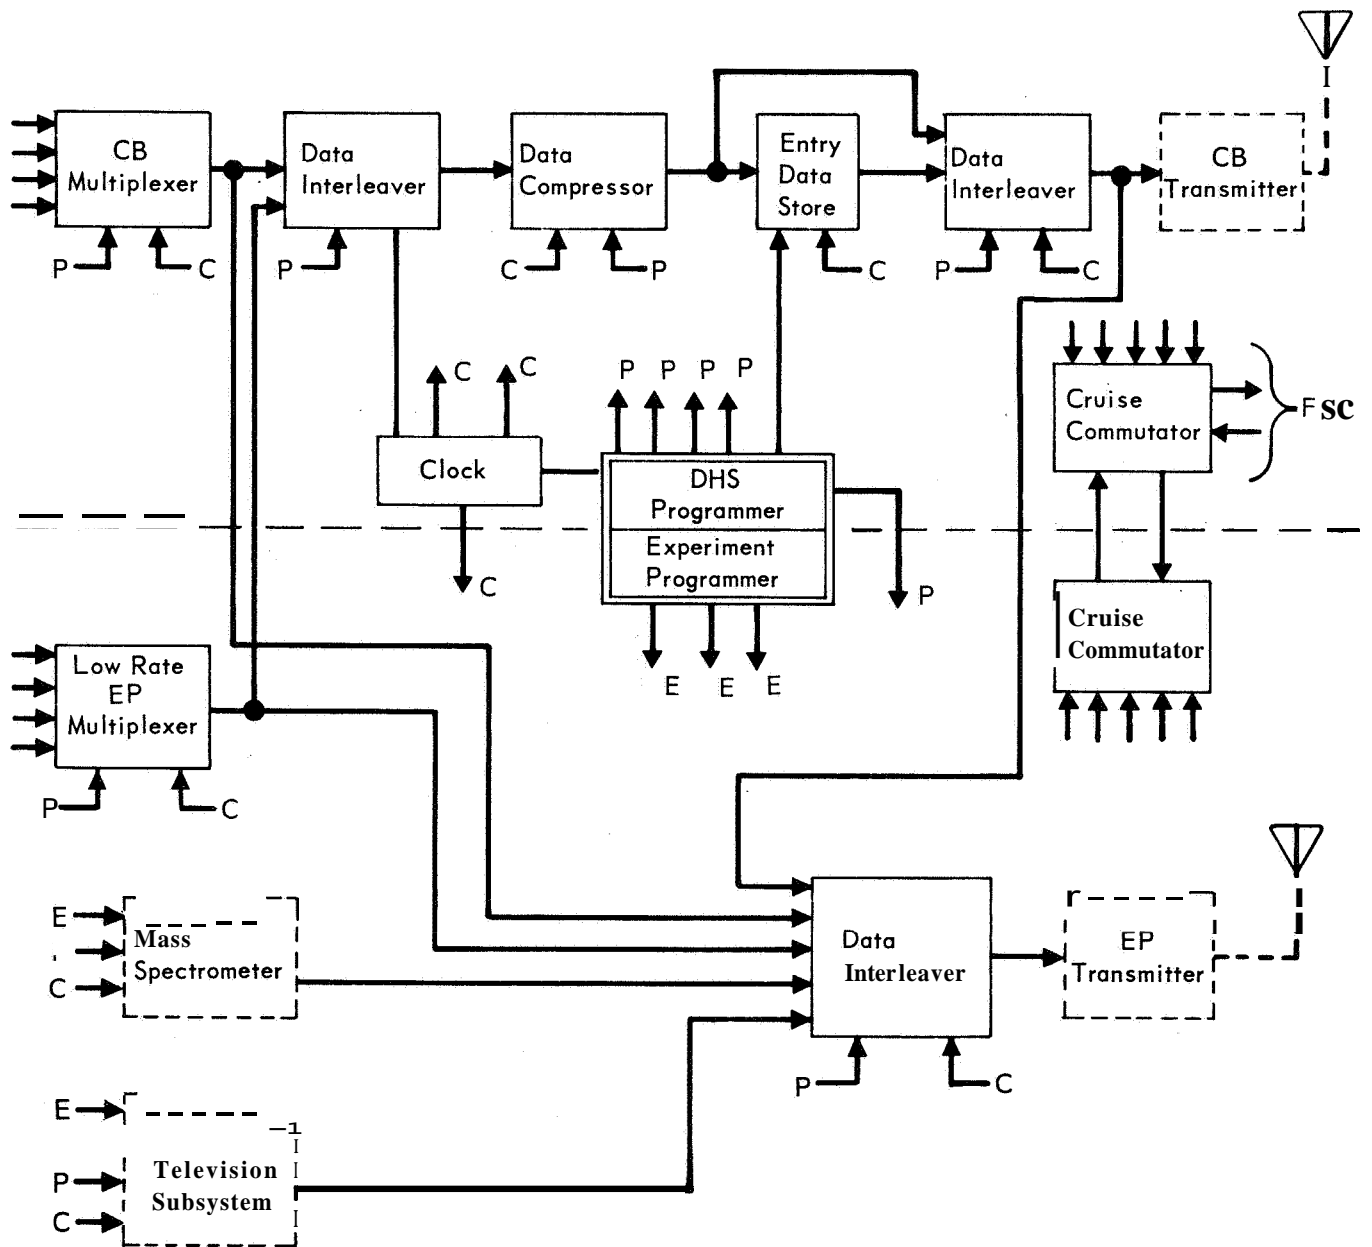 CB
Multiplexer
Data
Interleaver
Data
Compressor
Entry
Data
Store
Data
Interleaver
CB
Transmitter
P
C
P
C
P
C
P
C
C
C
P
P
P
P
Cruise
Commutator
F SC
Clock
DHS
Programmer
Experiment
Programmer
C
P
E
E
E
Cruise
Commutator
Low Rate
EP
Multiplexer
P
C
E
C
Mass
Spectrometer
Data
Interleaver
EP
Transmitter
P
C
E
P
C
Television
Subsystem